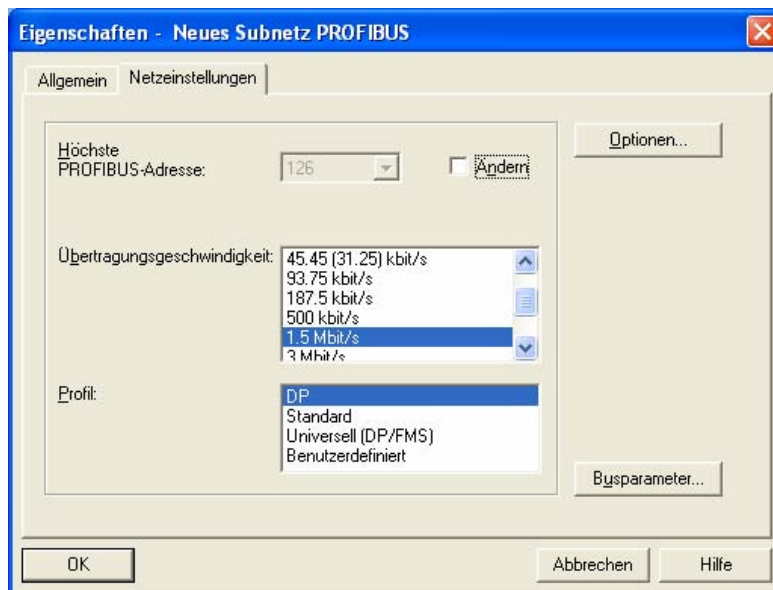 Eigenschaften - Neues Subnetz PROFIBUS
Allgemein
Netzeinstellungen
Höchste
PROFIBUS-Adresse:
126
Ändern
Optionen...
Übertragungsgeschwindigkeit:
45.45 (31.25) kbit/s
93.75 kbit/s
187.5 kbit/s
500 kbit/s
1.5 Mbit/s
3 Mbit/s
Profil:
DP
Standard
Universell (DP/FMS)
Benutzerdefiniert
Busparameter...
OK
Abbrechen
Hilfe